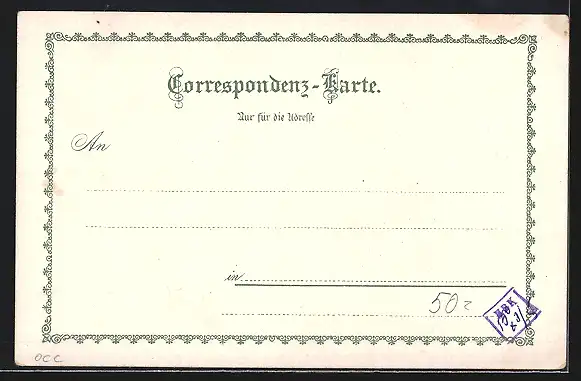 Correspondenz-Karte.
Nur für die Adresse
An
in
50
occ